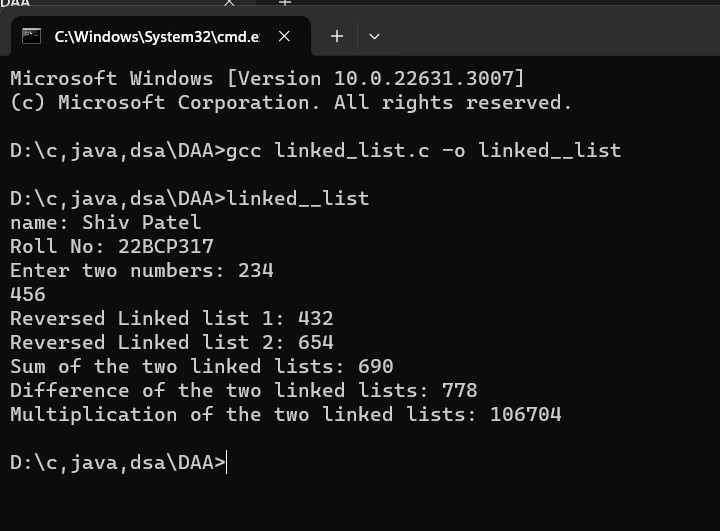 DAA
C:\Windows\System32\cmd.e
Microsoft Windows [Version 10.0.22631.3007]
(c) Microsoft Corporation. All rights reserved.
D:\c,java,dsa\DAA>gcc linked_list.c -o linked__list
D:\c,java,dsa\DAA>linked__list
name: Shiv Patel
Roll No: 22BCP317
Enter two numbers: 234
456
Reversed Linked list 1: 432
Reversed Linked list 2: 654
Sum of the two linked lists: 690
Difference of the two linked lists: 778
Multiplication of the two linked lists: 106704
D:\c,java,dsa\DAA>